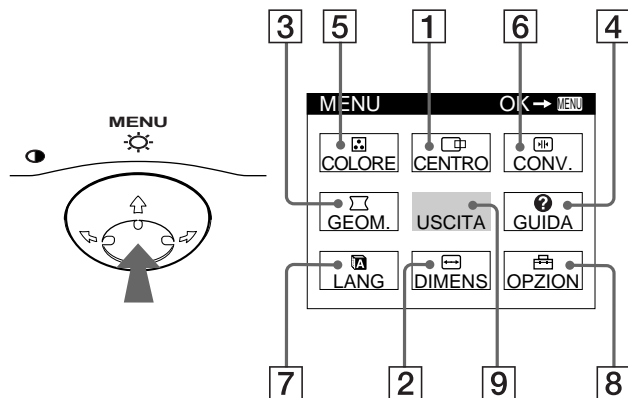 3 5 1 6 4
MENU
MENU OK→ MENU
COLORE CENTRO CONV.
GEOM. USCITA GUIDA
LANG DIMENS OPZION
7 2 9 8